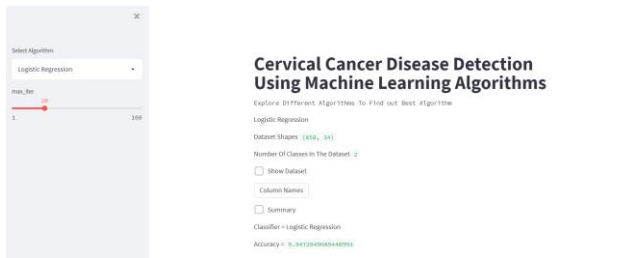 ×
Select Algorithm
Logistic Regression
max_iter
1 100
Cervical Cancer Disease Detection
Using Machine Learning Algorithms
Explore Different Algorithms To Find out Best Algorithm
Logistic Regression
Dataset Shapes (858, 34)
Number Of Classes In The Dataset 2
Show Dataset
Column Names
Summary
Classifier = Logistic Regression
Accuracy =